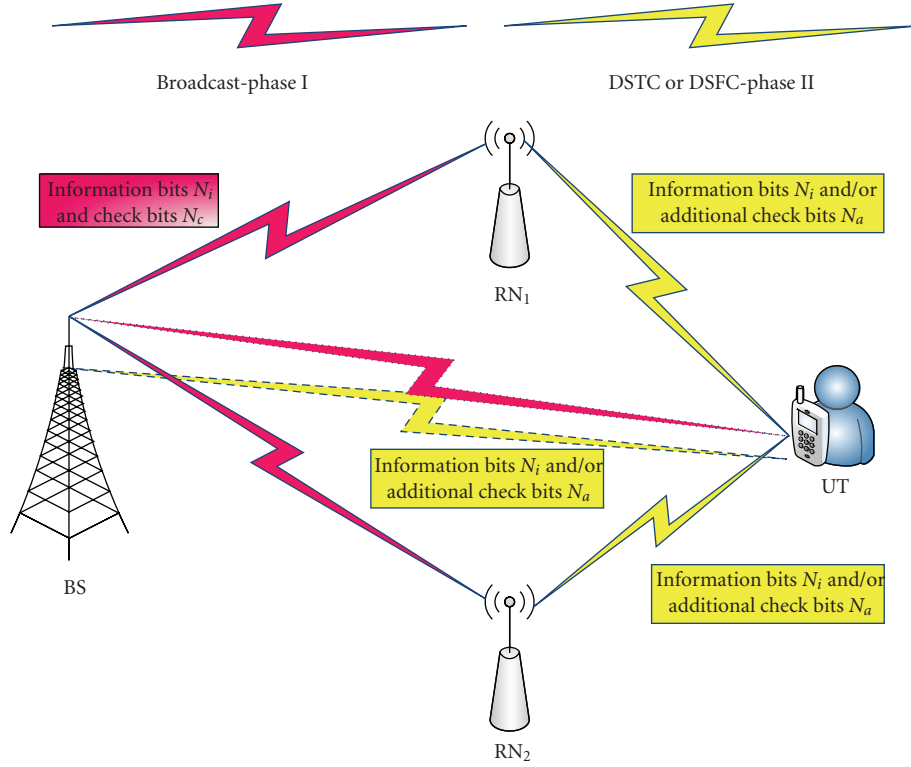 Broadcast-phase I
DSTC or DSFC-phase II
Information bits N_i
and check bits N_c
Information bits N_i and/or
additional check bits N_a
RN_1
Information bits N_i and/or
additional check bits N_a
UT
BS
Information bits N_i and/or
additional check bits N_a
RN_2